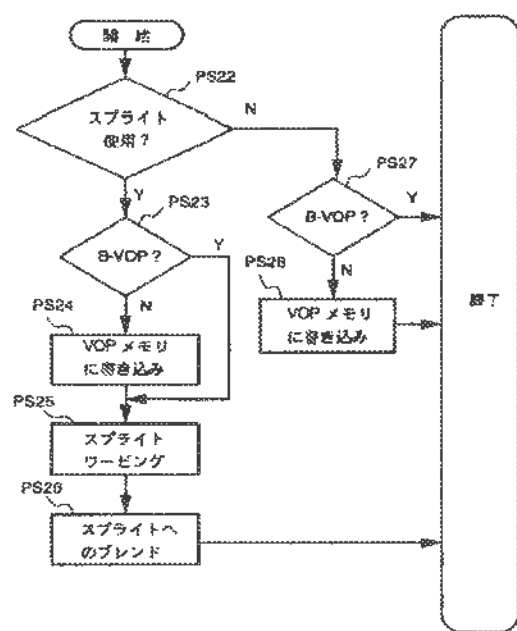 開 始
PS22
スプライト
使用？
N
Y
PS27
B-VOP？
Y
PS23
B-VOP？
Y
N
PS28
VOP メモリ
に書き込み
N
PS24
VOP メモリ
に書き込み
PS25
スプライト
ワーピング
PS26
スプライトへ
のブレンド
終了